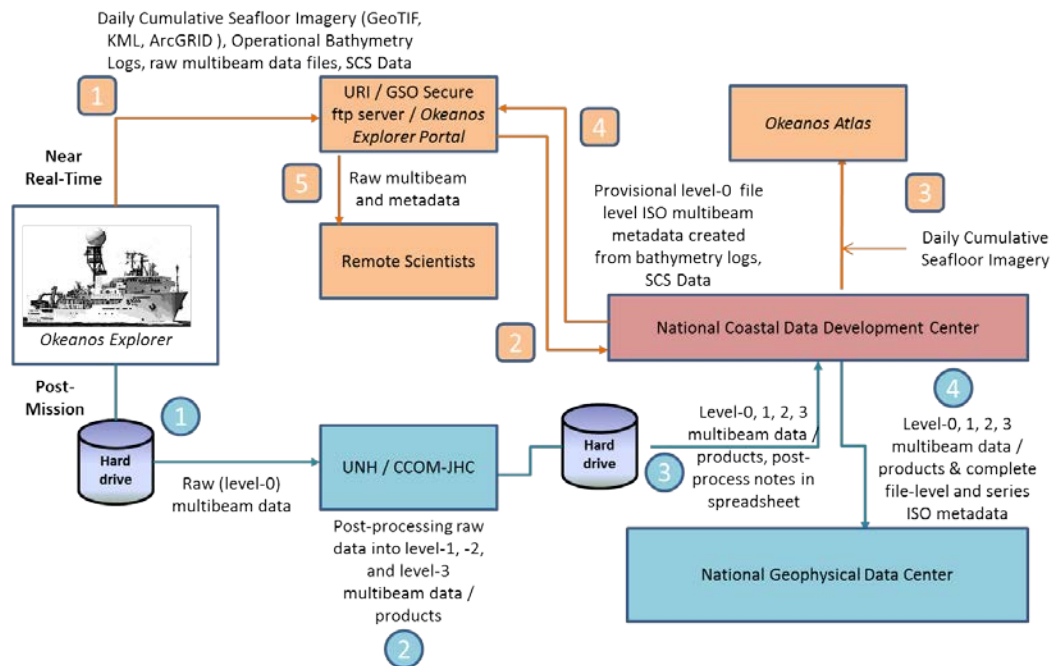 Daily Cumulative Seafloor Imagery (GeoTIF,
KML, ArcGRID ), Operational Bathymetry
Logs, raw multibeam data files, SCS Data
1
URI / GSO Secure
ftp server / Okeanos
Explorer Portal
4
Okeanos Atlas
Near
Real-Time
5
Raw multibeam
and metadata
Provisional level-0 file
level ISO multibeam
metadata created
from bathymetry logs,
SCS Data
3
Daily Cumulative
Seafloor Imagery
Remote Scientists
Okeanos Explorer
2
National Coastal Data Development Center
Post-
Mission
1
Hard
drive
Raw (level-0)
multibeam data
UNH / CCOM-JHC
Post-processing raw
data into level-1, -2,
and level-3
multibeam data /
products
2
Hard
drive
3
Level-0, 1, 2, 3
multibeam data /
products, post-
process notes in
spreadsheet
4
Level-0, 1, 2, 3
multibeam data /
products & complete
file-level and series
ISO metadata
National Geophysical Data Center